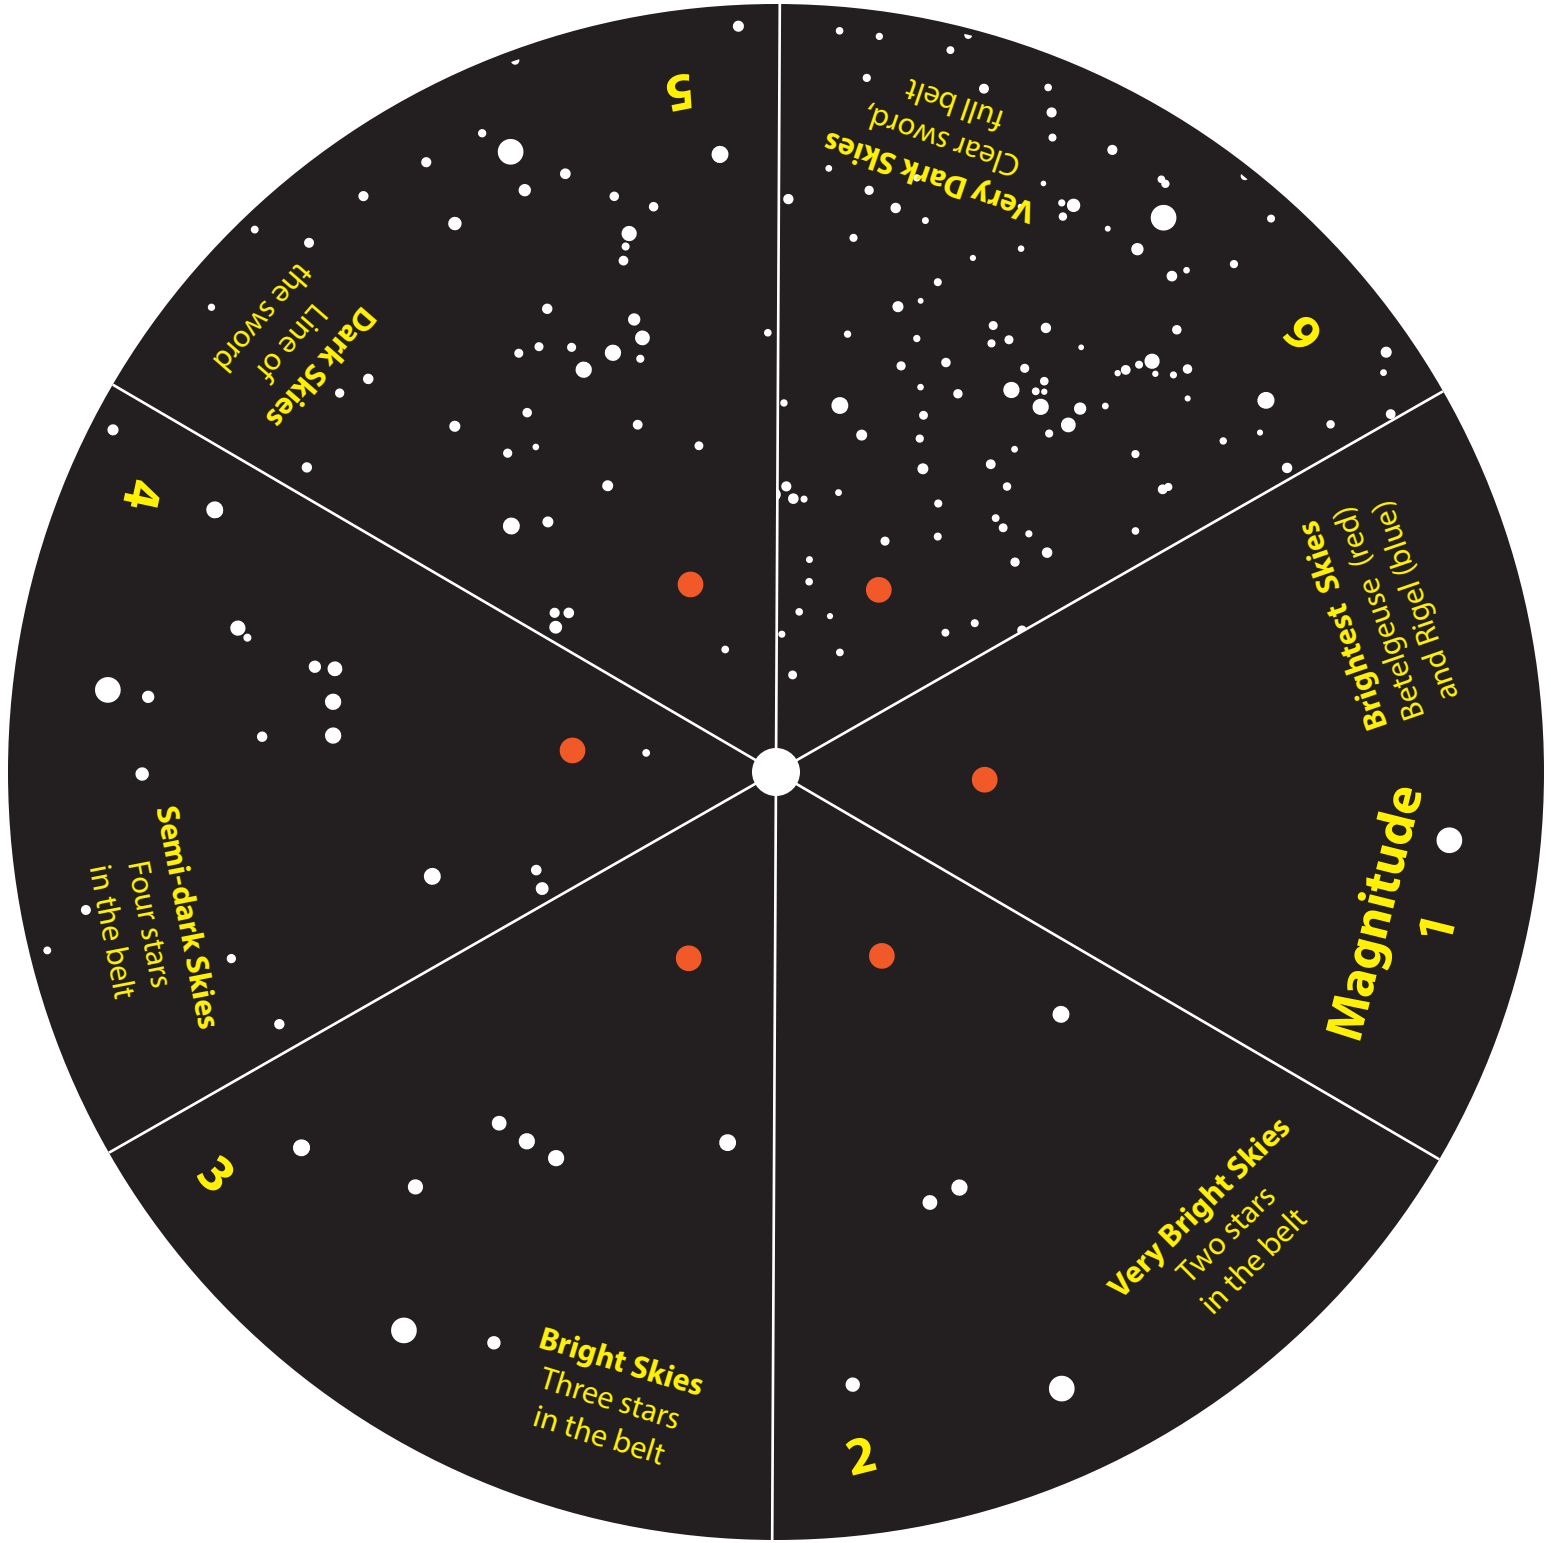 Magnitude
1
Brightest Skies
Betelgeuse (red)
and Rigel (blue)
2
Very Bright Skies
Two stars
in the belt
3
Bright Skies
Three stars
in the belt
4
Semi-dark Skies
Four stars
in the belt
5
Dark Skies
Line of
the sword
6
Very Dark Skies
Clear sword,
full belt